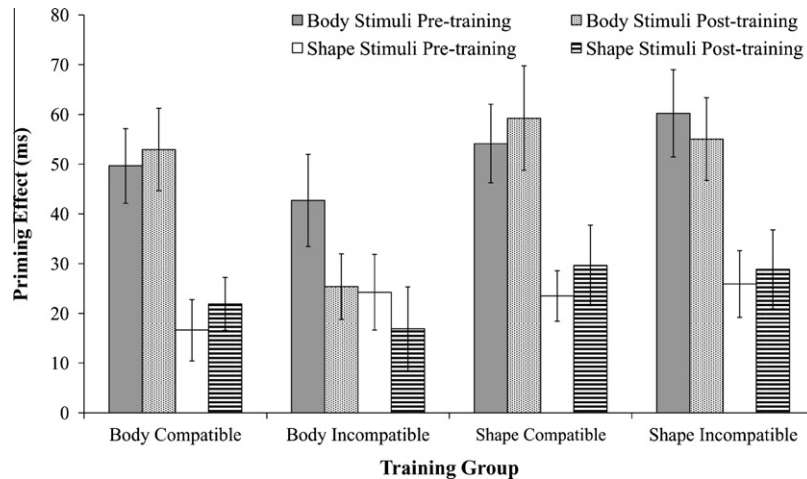 80
70
60
50
40
30
20
10
0
Priming Effect (ms)
Body Stimuli Pre-training
Body Stimuli Post-training
Shape Stimuli Pre-training
Shape Stimuli Post-training
Body Compatible
Body Incompatible
Shape Compatible
Shape Incompatible
Training Group